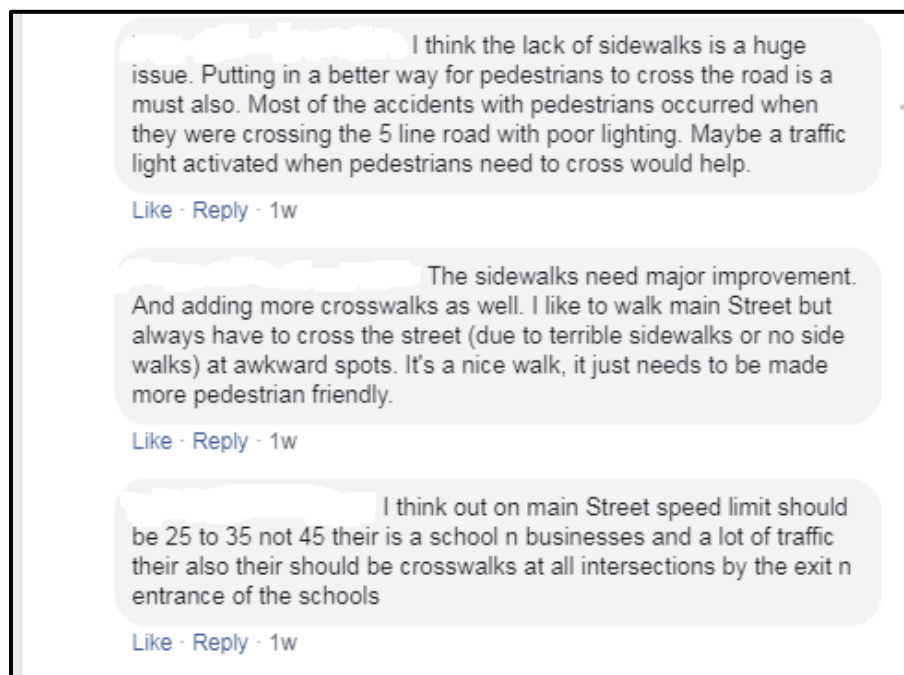 I think the lack of sidewalks is a huge
issue. Putting in a better way for pedestrians to cross the road is a
must also. Most of the accidents with pedestrians occurred when
they were crossing the 5 line road with poor lighting. Maybe a traffic
light activated when pedestrians need to cross would help.
Like · Reply · 1w
The sidewalks need major improvement.
And adding more crosswalks as well. I like to walk main Street but
always have to cross the street (due to terrible sidewalks or no side
walks) at awkward spots. It's a nice walk, it just needs to be made
more pedestrian friendly.
Like · Reply · 1w
I think out on main Street speed limit should
be 25 to 35 not 45 their is a school n businesses and a lot of traffic
their also their should be crosswalks at all intersections by the exit n
entrance of the schools
Like · Reply · 1w